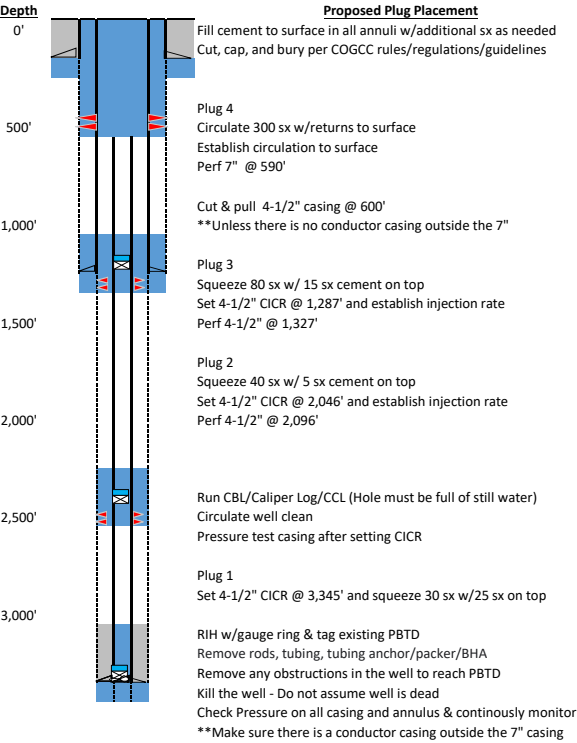 Depth
Proposed Plug Placement
0'
Fill cement to surface in all annuli w/additional sx as needed
Cut, cap, and bury per COGCC rules/regulations/guidelines
Plug 4
500'
Circulate 300 sx w/returns to surface
Establish circulation to surface
Perf 7" @ 590'
Cut & pull 4-1/2" casing @ 600'
1,000'
**Unless there is no conductor casing outside the 7"
Plug 3
Squeeze 80 sx w/ 15 sx cement on top
Set 4-1/2" CICR @ 1,287' and establish injection rate
1,500'
Perf 4-1/2" @ 1,327'
Plug 2
Squeeze 40 sx w/ 5 sx cement on top
Set 4-1/2" CICR @ 2,046' and establish injection rate
2,000'
Perf 4-1/2" @ 2,096'
Run CBL/Caliper Log/CCL (Hole must be full of still water)
2,500'
Circulate well clean
Pressure test casing after setting CICR
Plug 1
Set 4-1/2" CICR @ 3,345' and squeeze 30 sx w/25 sx on top
3,000'
RIH w/gauge ring & tag existing PBTD
Remove rods, tubing, tubing anchor/packer/BHA
Remove any obstructions in the well to reach PBTD
Kill the well - Do not assume well is dead
Check Pressure on all casing and annulus & continously monitor
**Make sure there is a conductor casing outside the 7" casing